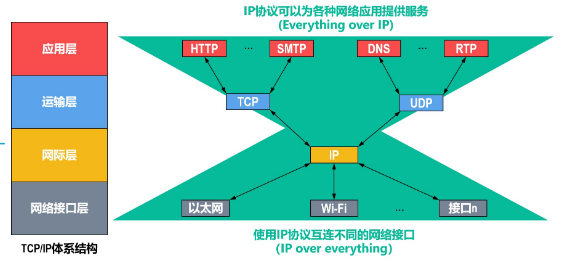 IP协议可以为各种网络应用提供服务
(Everything over IP)
应用层
HTTP ... SMTP DNS ... RTP
运输层
TCP UDP
网际层
IP
网络接口层
以太网 Wi-Fi ... 接口n
TCP/IP体系结构
使用IP协议互连不同的网络接口
(IP over everything)